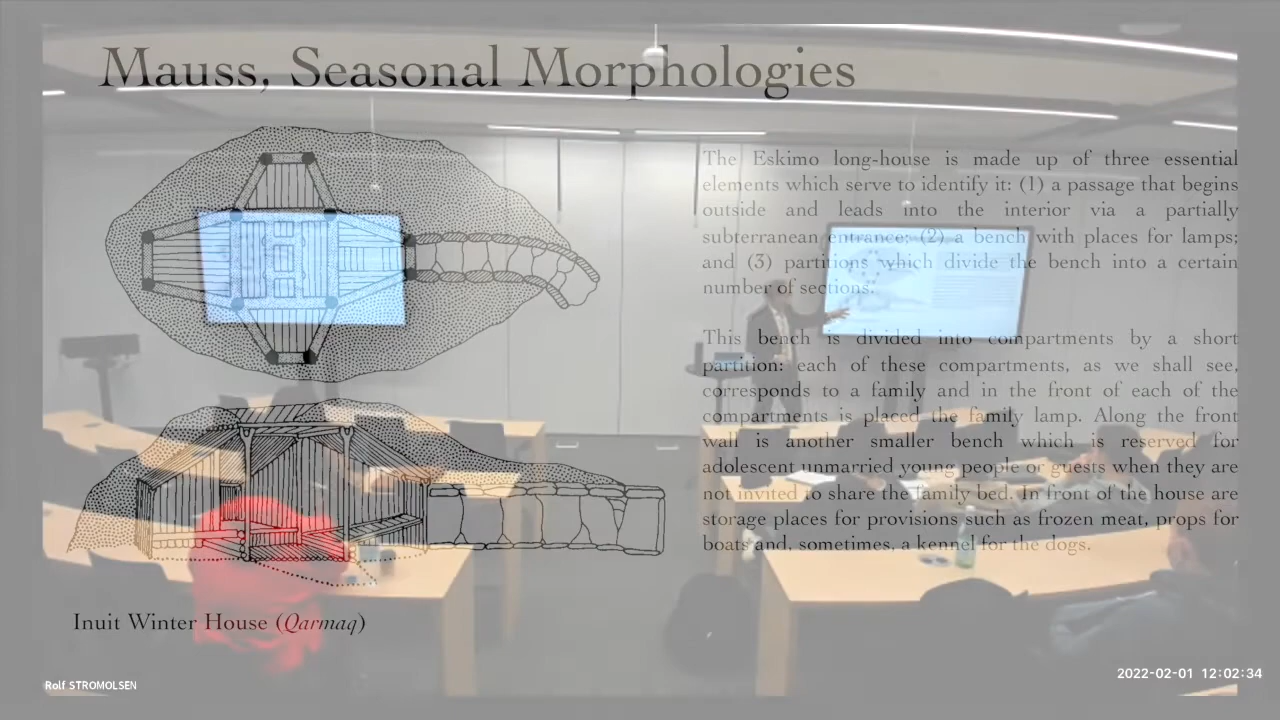 Mauss, Seasonal Morphologies
The Eskimo long-house is made up of three essential
elements which serve to identify it: (1) a passage that begins
outside and leads into the interior via a partially
subterranean entrance; (2) a bench with places for lamps;
and (3) partitions which divide the bench into a certain
number of sections.
This bench is divided into compartments by a short
partition: each of these compartments, as we shall see,
corresponds to a family and in the front of each of the
compartments is placed the family lamp. Along the front
wall is another smaller bench which is reserved for
adolescent unmarried young people or guests when they are
not invited to share the family bed. In front of the house are
storage places for provisions such as frozen meat, props for
boats and, sometimes, a kennel for the dogs.
Inuit Winter House (Qarmaq)
Rolf STROMOLSEN
2022-02-01 12:02:34